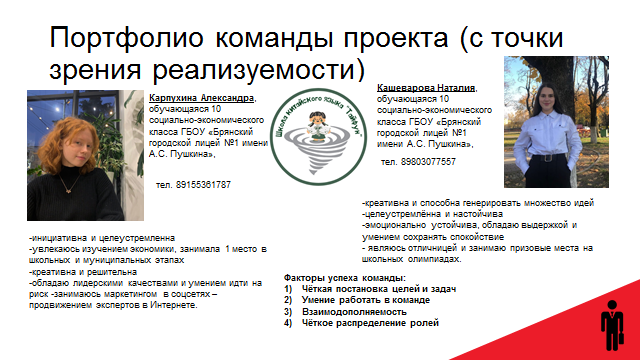 Портфолио команды проекта (с точки
зрения реализуемости)
Карпухина Александра,
обучающаяся 10
социально-экономического
класса ГБОУ «Брянский
городской лицей №1 имени
А.С. Пушкина»,
тел. 89155361787
Школа китайского языка "Тайфун"
Кашеварова Наталия,
обучающаяся 10
социально-экономического
класса ГБОУ «Брянский
городской лицей №1
имени А.С. Пушкина»,
тел. 89803077557
-инициативна и целеустремленна
-увлекаюсь изучением экономики, занимала 1 место в
школьных и муниципальных этапах
-креативна и решительна
-обладаю лидерскими качествами и умением идти на
риск -занимаюсь маркетингом в соцсетях –
продвижением экспертов в Интернете.
-креативна и способна генерировать множество идей
-целеустремлённа и настойчива
-эмоционально устойчива, обладаю выдержкой и
умением сохранять спокойствие
- являюсь отличницей и занимаю призовые места на
школьных олимпиадах.
Факторы успеха команды:
1) Чёткая постановка целей и задач
2) Умение работать в команде
3) Взаимодополняемость
4) Чёткое распределение ролей